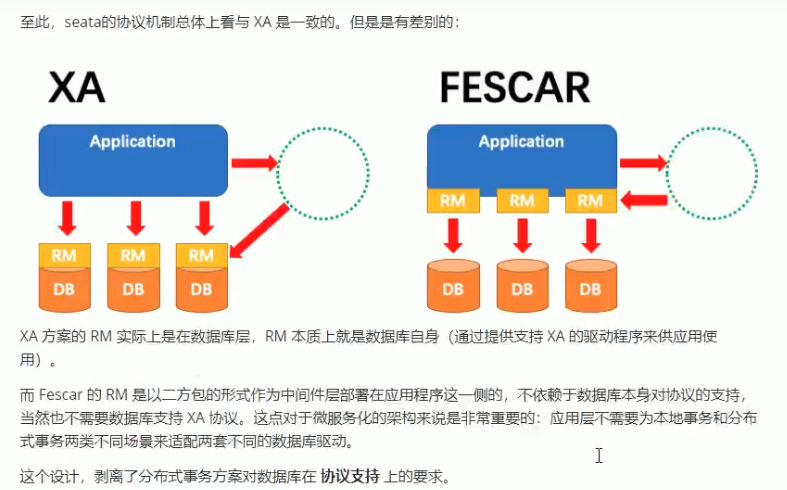 至此，seata的协议机制总体上看与 XA 是一致的。但是是有差别的：
XA
FESCAR
Application
Application
RM RM RM
RM RM RM
DB DB DB
DB DB DB
XA 方案的 RM 实际上是在数据库层，RM 本质上就是数据库自身（通过提供支持 XA 的驱动程序来供应用使
用）。
而 Fescar 的 RM 是以二方包的形式作为中间件层部署在应用程序这一侧的，不依赖于数据库本身对协议的支持，
当然也不需要数据库支持 XA 协议。这点对于微服务化的架构来说是非常重要的：应用层不需要为本地事务和分布
式事务两类不同场景来适配两套不同的数据库驱动。
这个设计，剥离了分布式事务方案对数据库在 协议支持 上的要求。